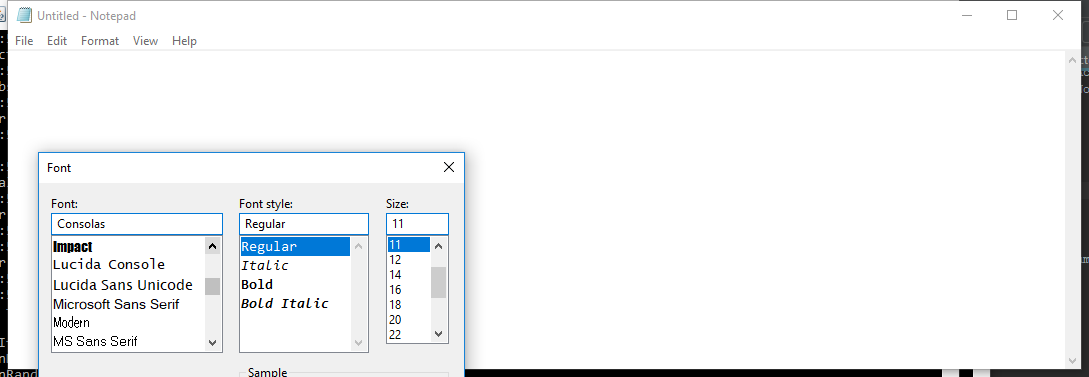 Untitled - Notepad
File Edit Format View Help
Font
Font: Font style: Size:
Consolas Regular 11
Impact Regular 11
Lucida Console Italic 12
Lucida Sans Unicode Bold 14
Microsoft Sans Serif Bold Italic 16
18
Modern 20
MS Sans Serif 22
Sample